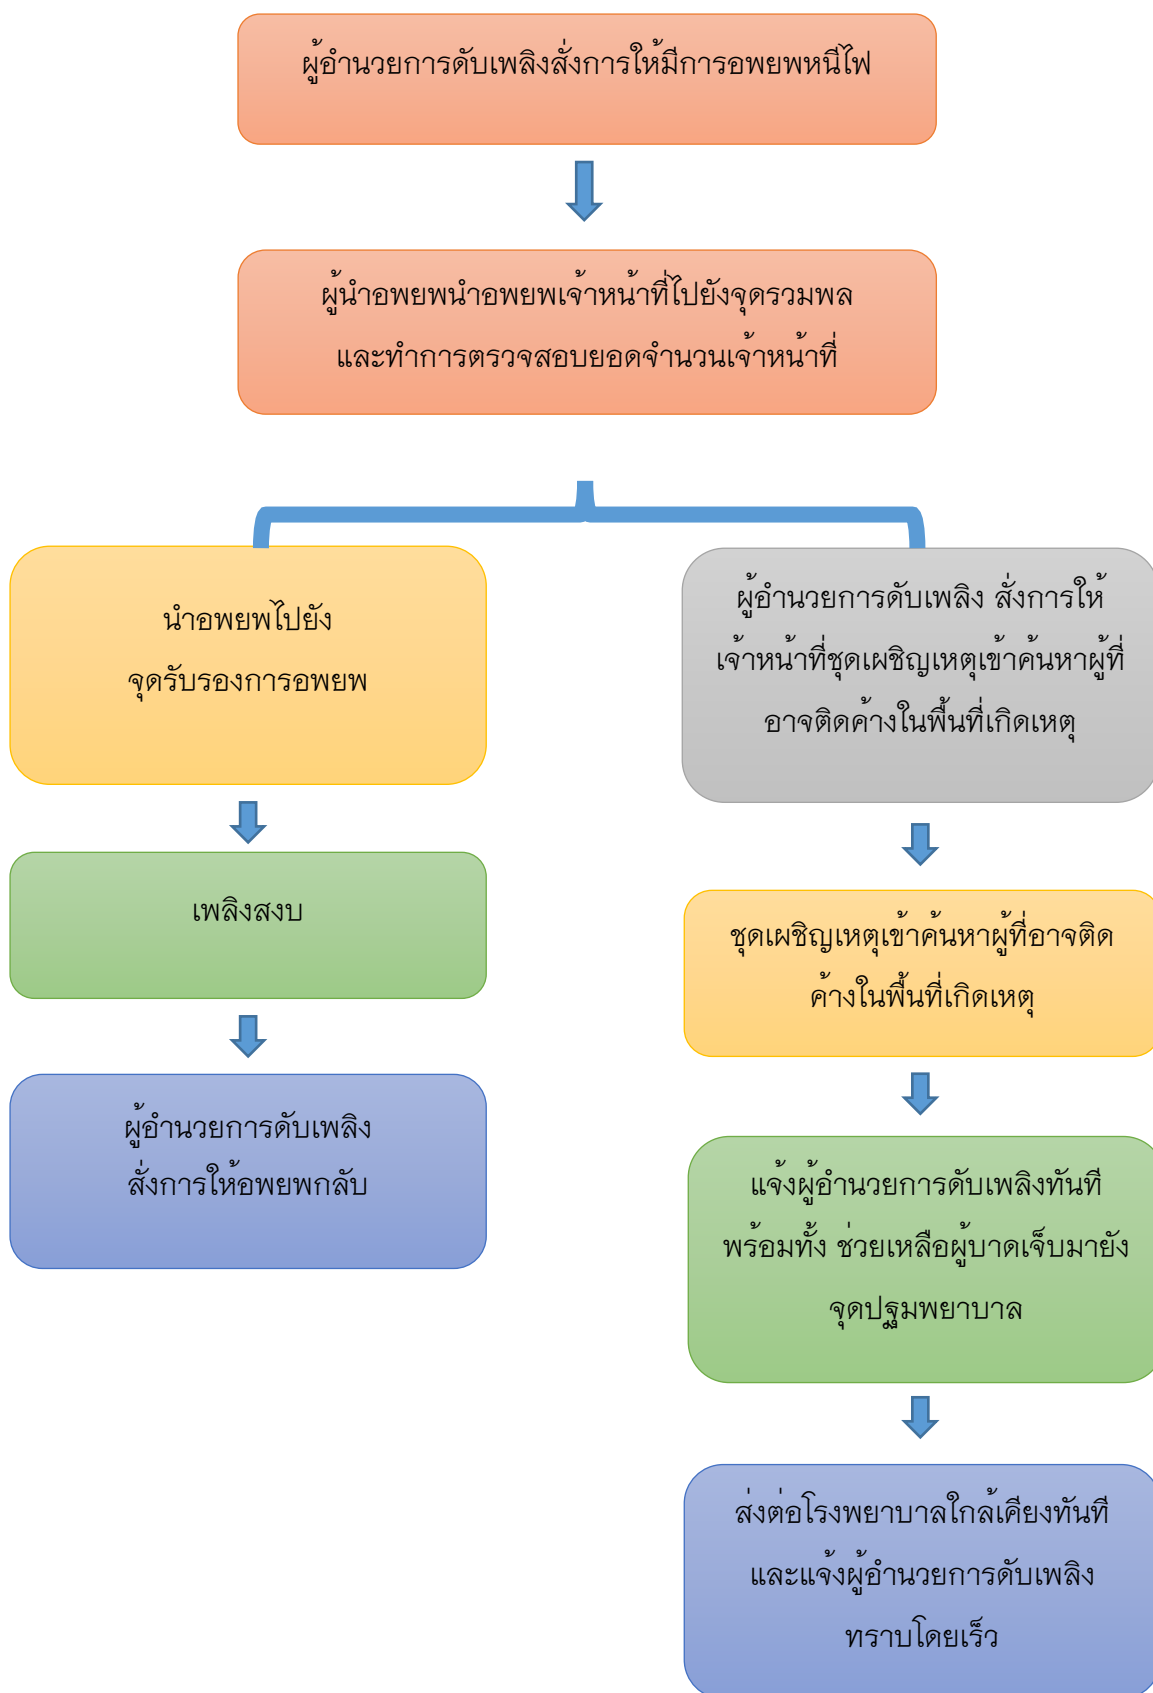 ผู้อำนวยการดับเพลิงสั่งการให้มีการอพยพหนีไฟ
ผู้นำอพยพนำอพยพเจ้าหน้าที่ไปยังจุดรวมพล
และทำการตรวจสอบยอดจำนวนเจ้าหน้าที่
นำอพยพไปยัง
จุดรับรองการอพยพ
เพลิงสงบ
ผู้อำนวยการดับเพลิง
สั่งการให้อพยพกลับ
ผู้อำนวยการดับเพลิง สั่งการให้
เจ้าหน้าที่ชุดเผชิญเหตุเข้าค้นหาผู้ที่
อาจติดค้างในพื้นที่เกิดเหตุ
ชุดเผชิญเหตุเข้าค้นหาผู้ที่อาจติด
ค้างในพื้นที่เกิดเหตุ
แจ้งผู้อำนวยการดับเพลิงทันที
พร้อมทั้ง ช่วยเหลือผู้บาดเจ็บมายัง
จุดปฐมพยาบาล
ส่งต่อโรงพยาบาลใกล้เคียงทันที
และแจ้งผู้อำนวยการดับเพลิง
ทราบโดยเร็ว